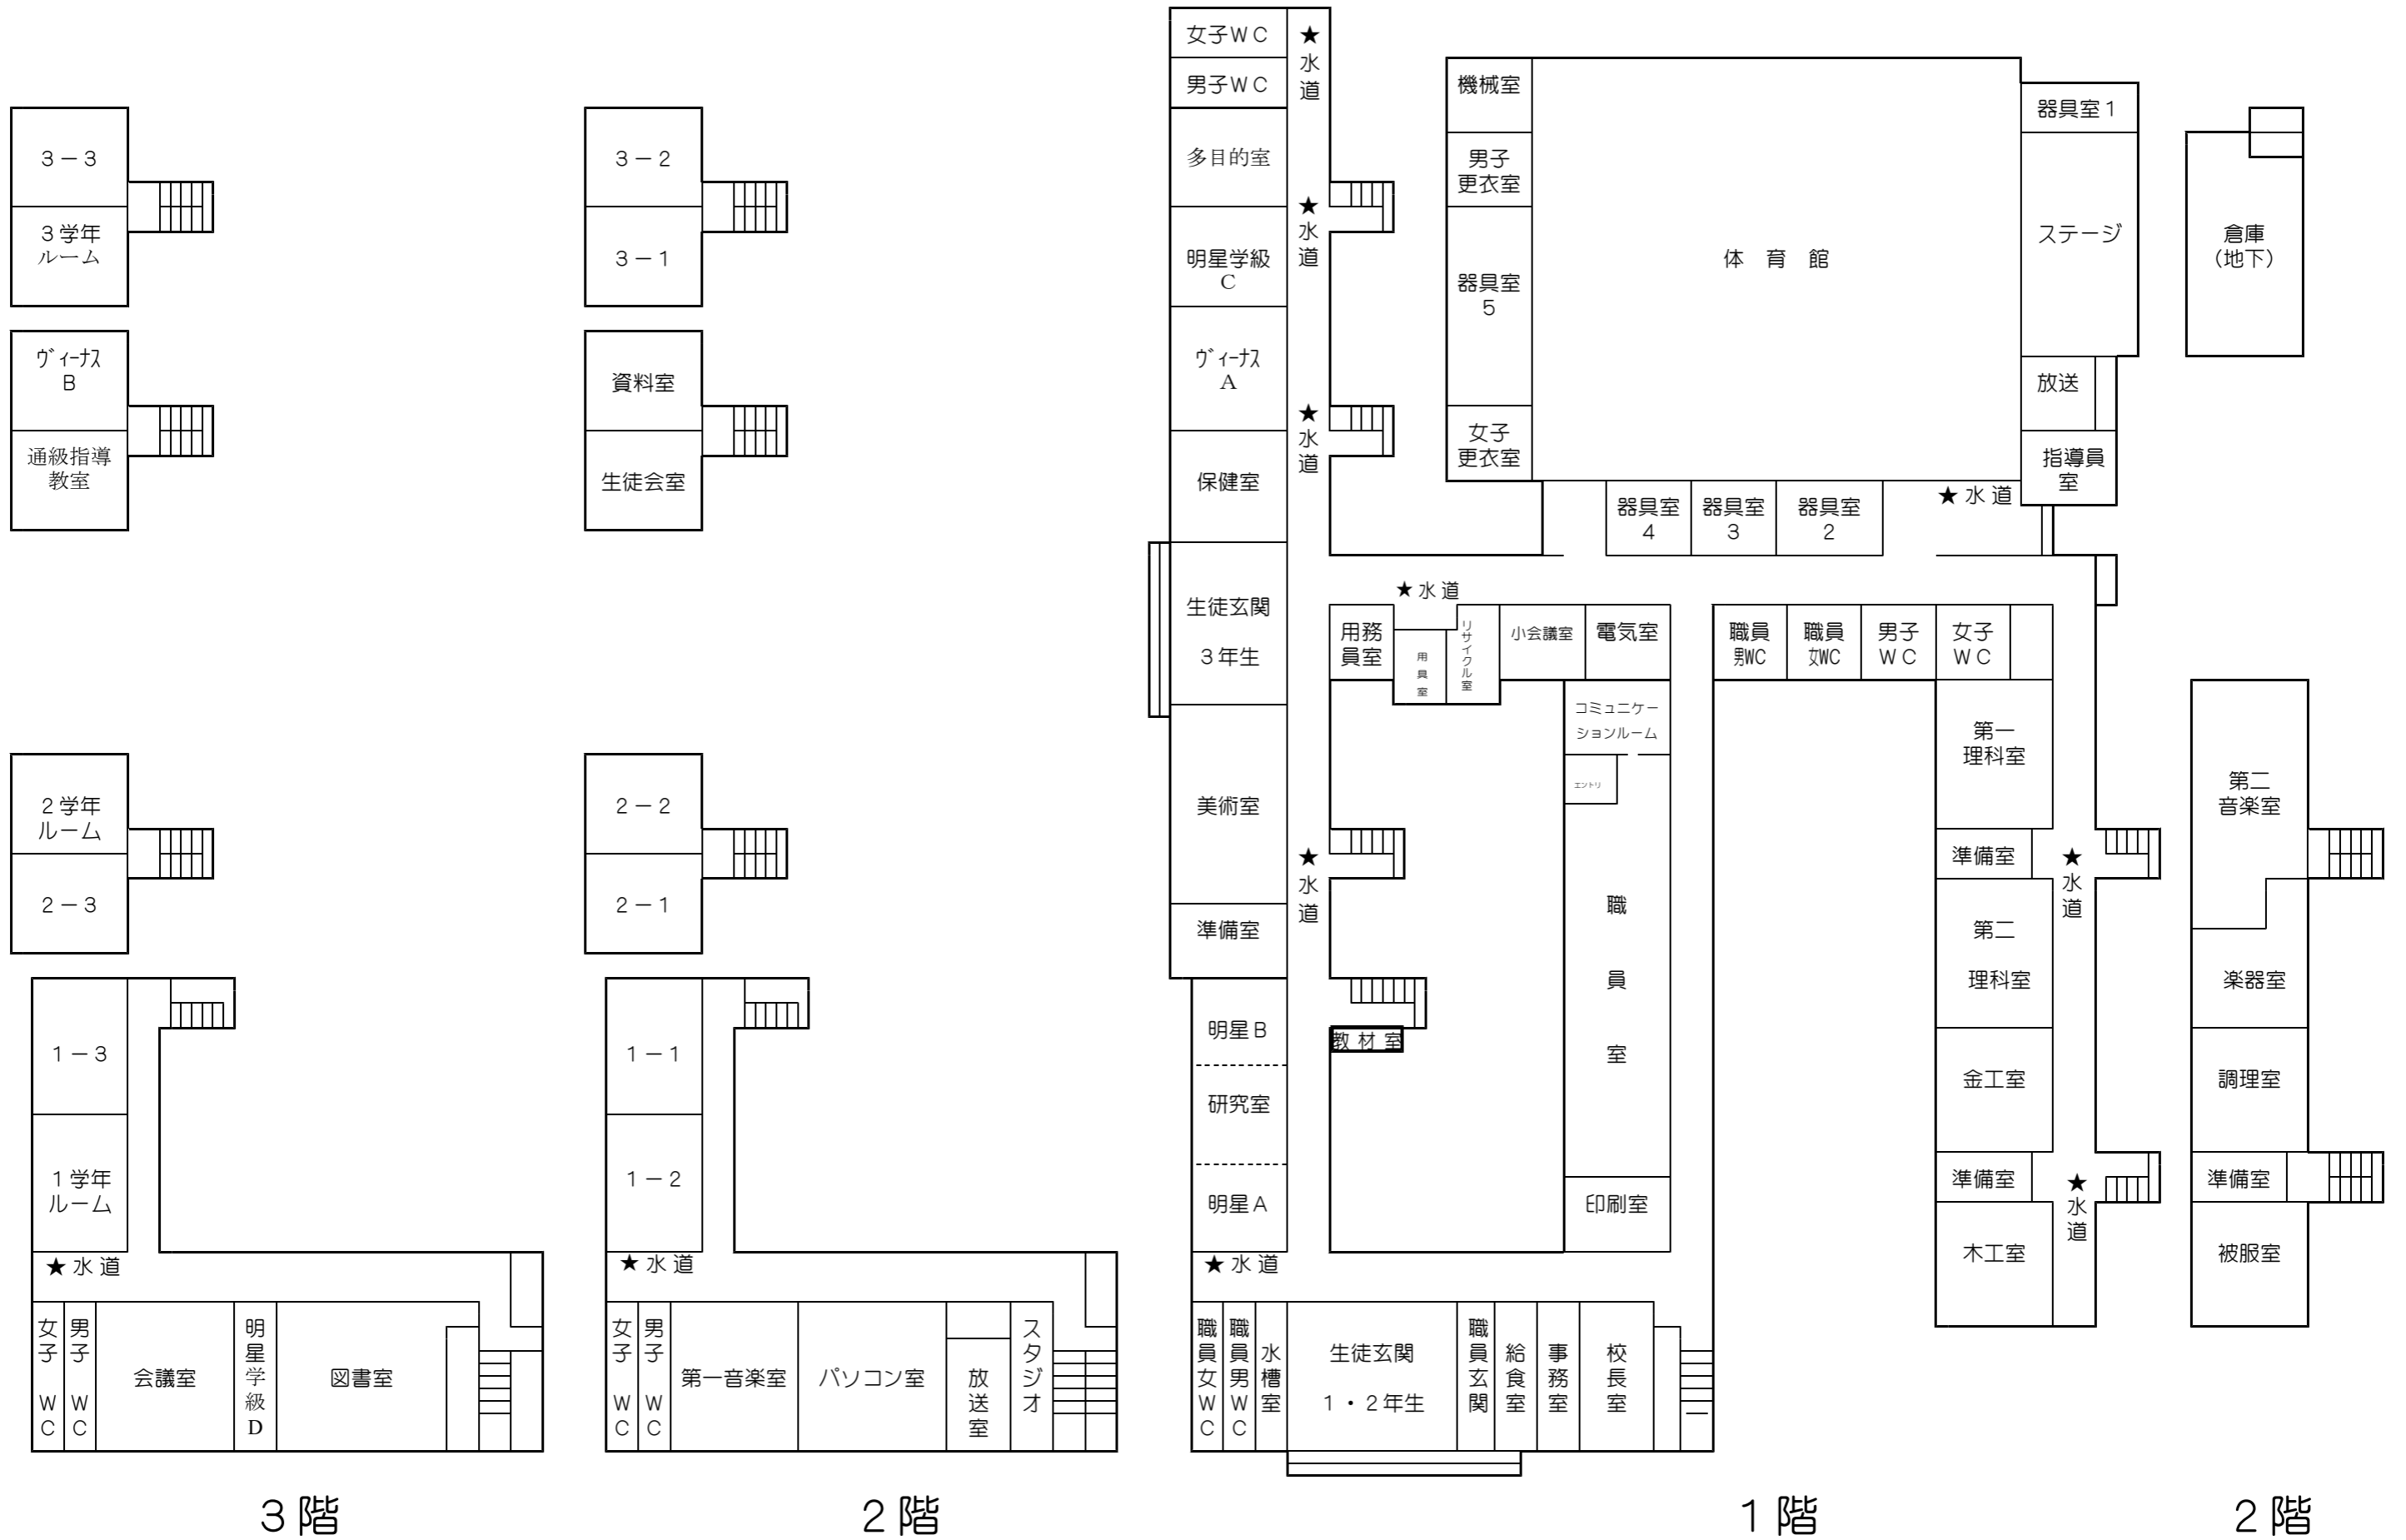 ３－３
３学年
ルーム
ヴィーナス
Ｂ
通級指導
教室
２学年
ルーム
２－３
１－３
１学年
ルーム
★水道
女子ＷＣ
男子ＷＣ
会議室
明星学級D
図書室
３階
３－２
３－１
資料室
生徒会室
２－２
２－１
１－１
１－２
★水道
女子ＷＣ
男子ＷＣ
第一音楽室
パソコン室
放送室
スタジオ
２階
女子ＷＣ
男子ＷＣ
★水道
多目的室
明星学級
C
★水道
ヴィーナス
A
★水道
保健室
生徒玄関
３年生
美術室
★水道
準備室
明星Ｂ
研究室
明星Ａ
教材室
★水道
職員女ＷＣ
職員男ＷＣ
水槽室
生徒玄関
１・２年生
職員玄関
給食室
事務室
校長室
機械室
男子
更衣室
器具室
５
女子
更衣室
体育館
器具室１
ステージ
放送
指導員
室
器具室
４
器具室
３
器具室
２
★水道
★水道
用務
員室
用具室
リサイクル室
小会議室
電気室
コミュニケー
ションルーム
エントリ
職員室
印刷室
職員
男WC
職員
女WC
男子
ＷＣ
女子
ＷＣ
第一
理科室
準備室
★水道
第二
理科室
金工室
準備室
★水道
木工室
１階
倉庫
（地下）
第二
音楽室
楽器室
調理室
準備室
被服室
２階